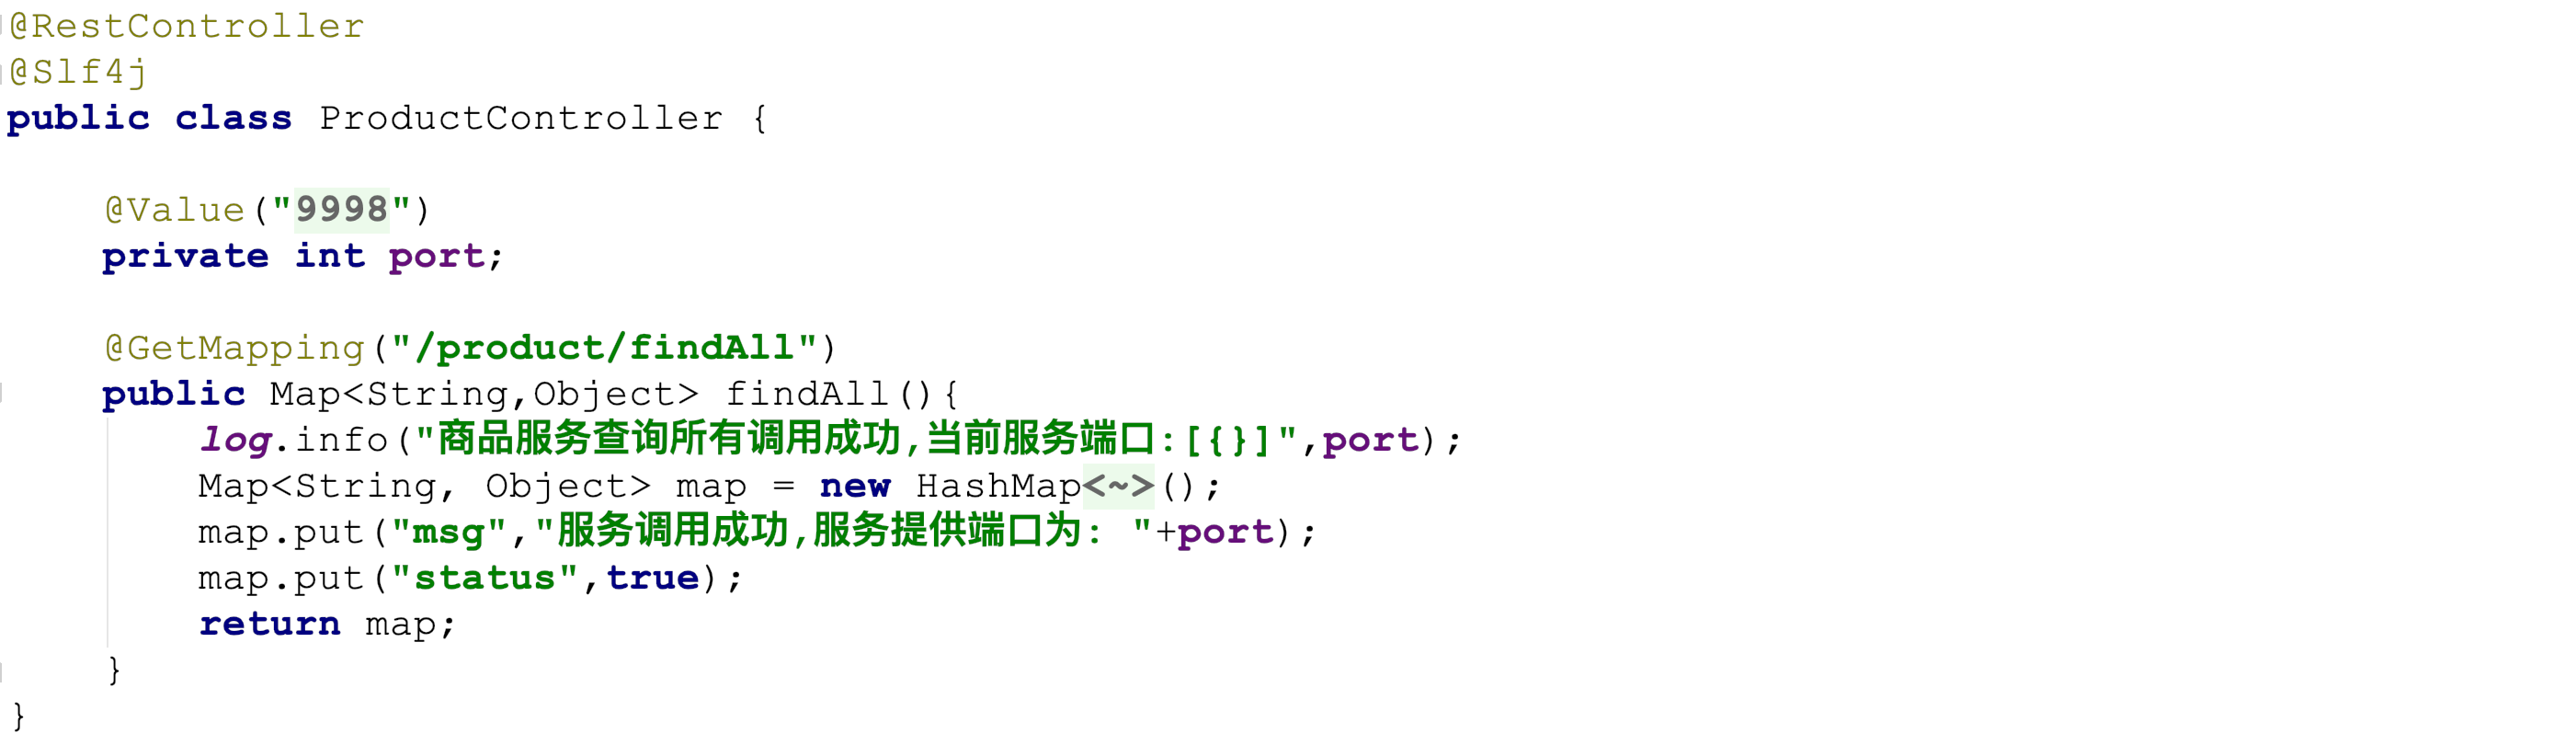 @RestController
@Slf4j
public class ProductController {
@Value("9998")
private int port;
@GetMapping("/product/findAll")
public Map<String,Object> findAll(){
log.info("商品服务查询所有调用成功,当前服务端口:[{}]",port);
Map<String, Object> map = new HashMap<~>();
map.put("msg","服务调用成功,服务提供端口为: "+port);
map.put("status",true);
return map;
}
}